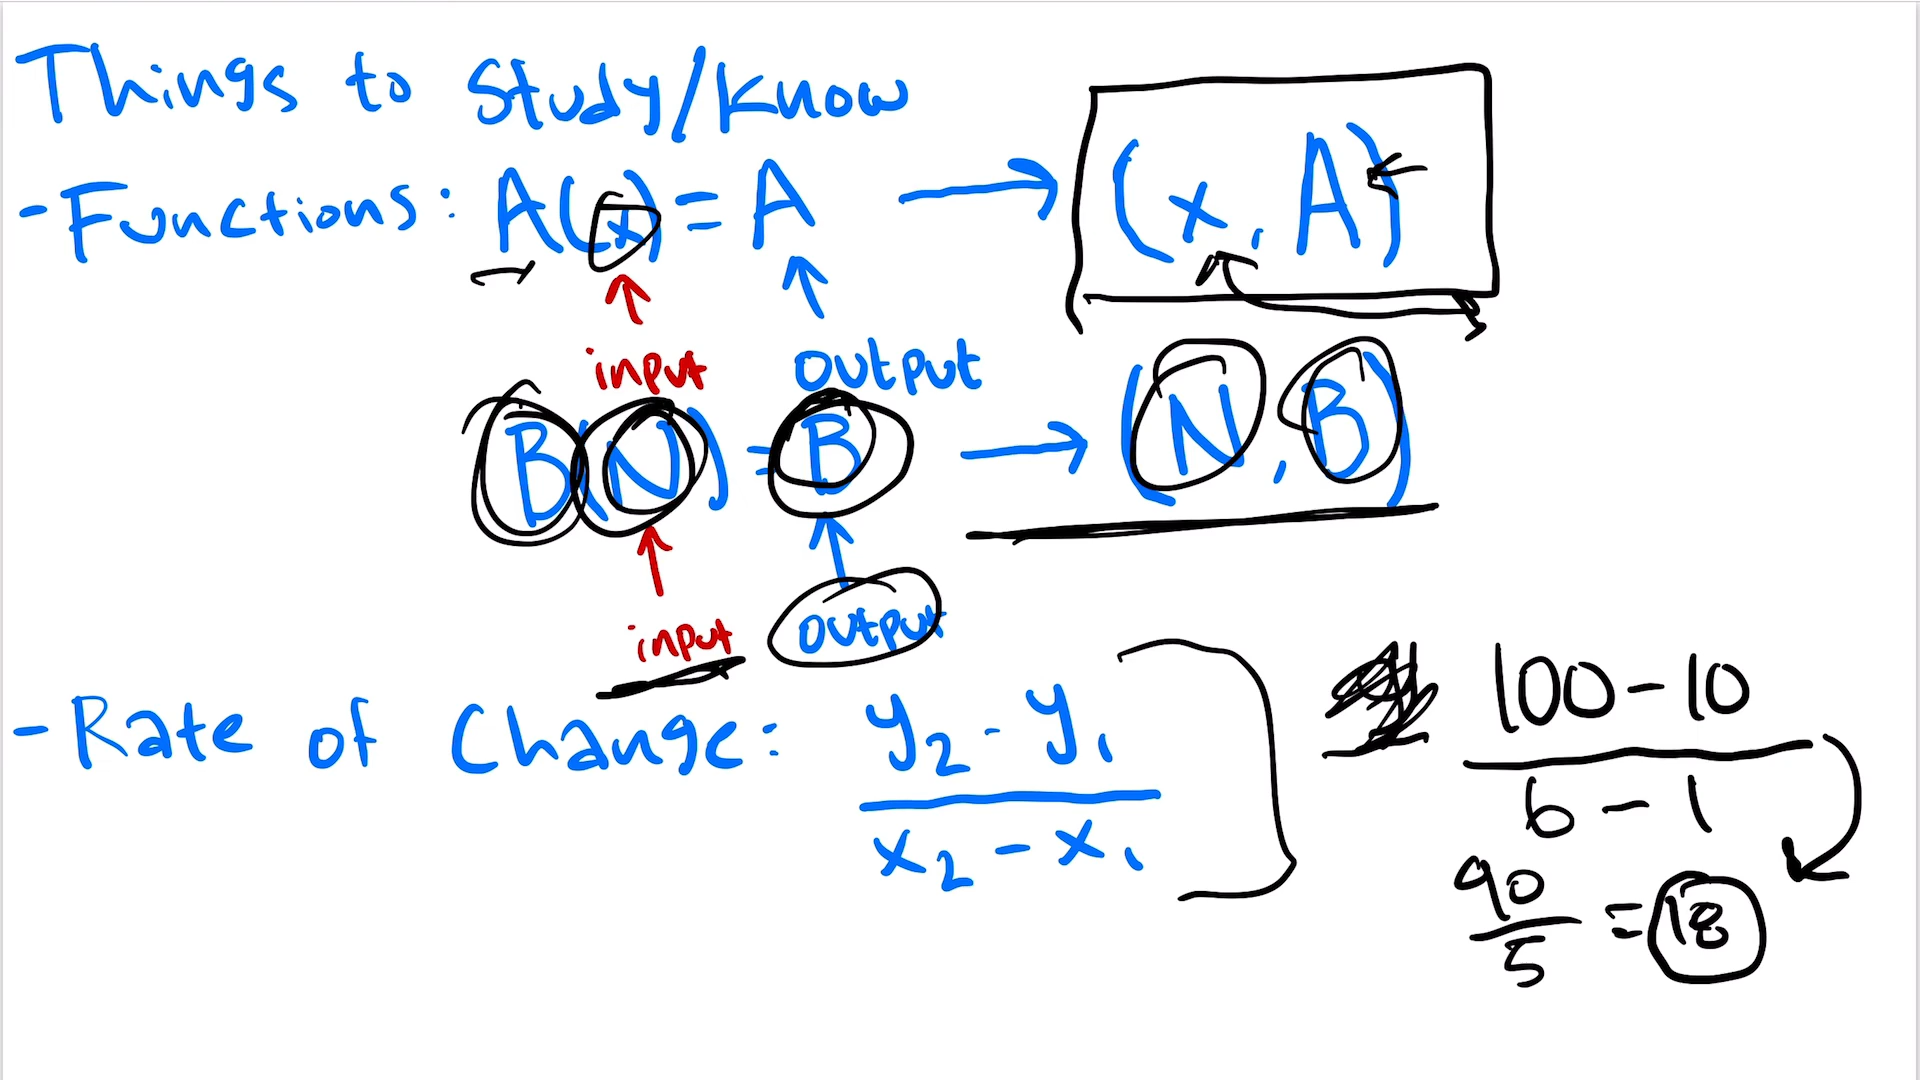 Things to Study/Know
-Functions: A(x) = A → (x, A)
input output
B(N) = B → (N, B)
input output
-Rate of Change: y₂ - y₁
x₂ - x₁
100 - 10
6 - 1
90
5
= 18